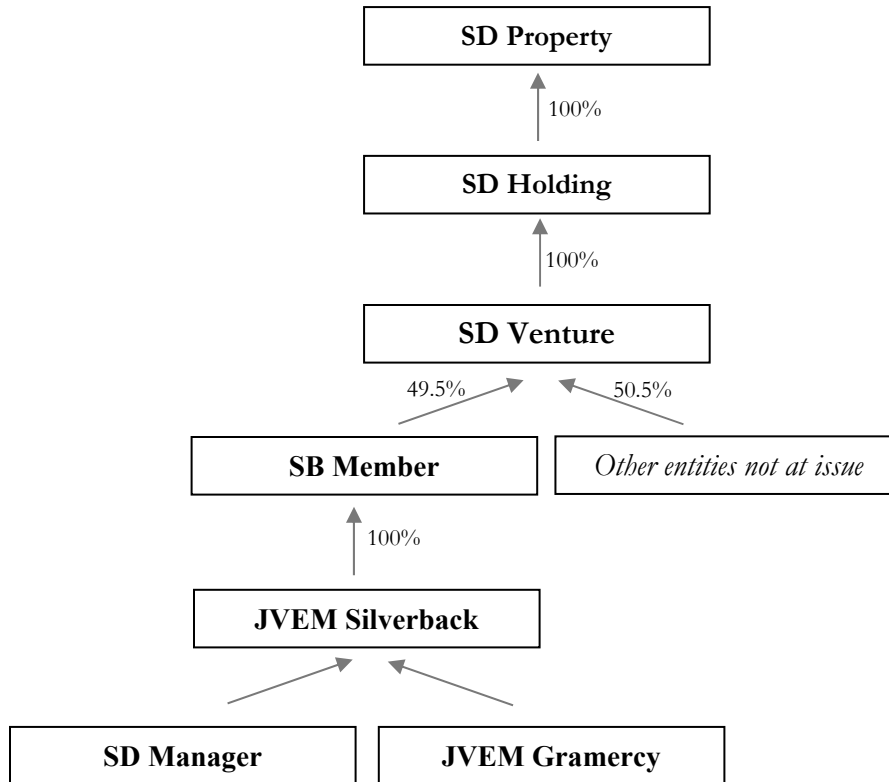 SD Property
100%
SD Holding
100%
SD Venture
49.5%
50.5%
SB Member
Other entities not at issue
100%
JVEM Silverback
SD Manager
JVEM Gramercy